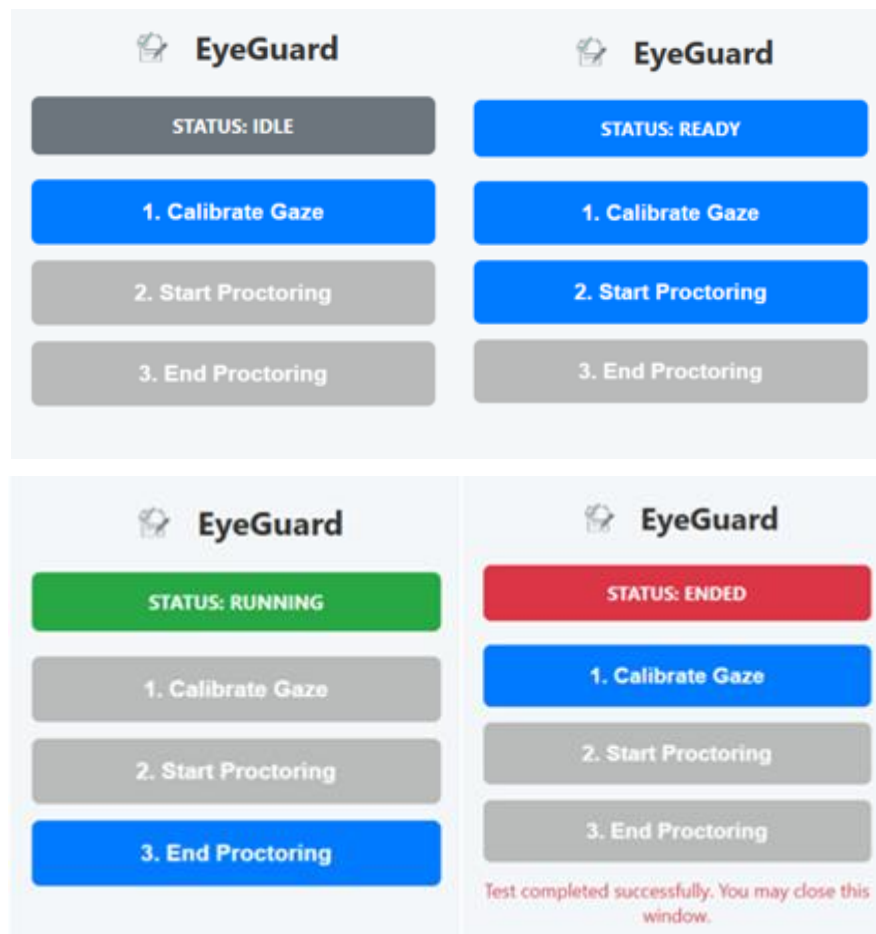 EyeGuard
STATUS: IDLE
1. Calibrate Gaze
2. Start Proctoring
3. End Proctoring
EyeGuard
STATUS: READY
1. Calibrate Gaze
2. Start Proctoring
3. End Proctoring
EyeGuard
STATUS: RUNNING
1. Calibrate Gaze
2. Start Proctoring
3. End Proctoring
EyeGuard
STATUS: ENDED
1. Calibrate Gaze
2. Start Proctoring
3. End Proctoring
Test completed successfully. You may close this
window.